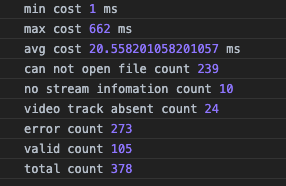 min cost 1 ms
max cost 662 ms
avg cost 20.558201058201057 ms
can not open file count 239
no stream infomation count 10
video track absent count 24
error count 273
valid count 105
total count 378